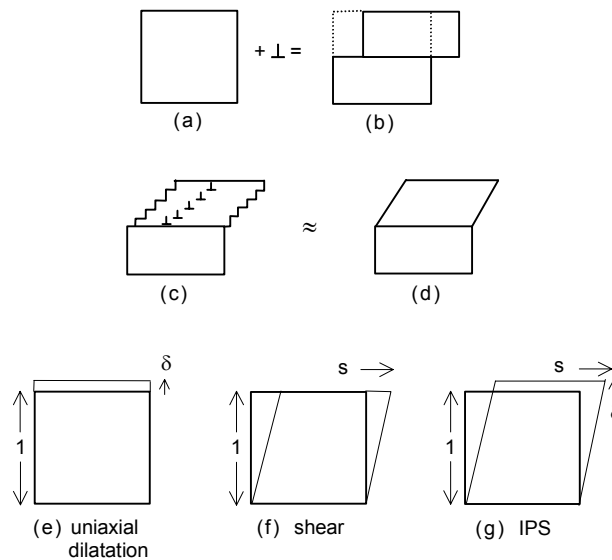 + ⊥ =
(a)
(b)
≈
(c)
(d)
δ
s
s
1
1
1
(e) uniaxial dilatation
(f) shear
(g) IPS